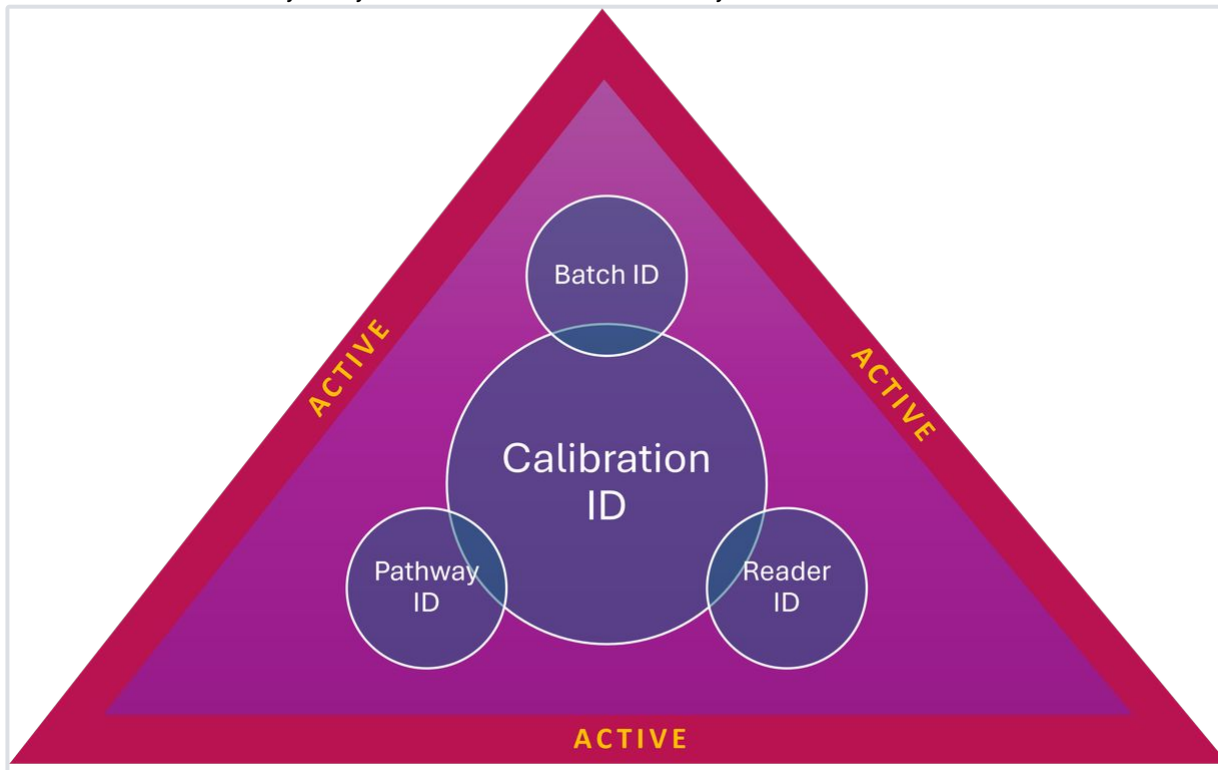 Batch ID
ACTIVE
ACTIVE
Calibration
ID
Pathway
ID
Reader
ID
ACTIVE